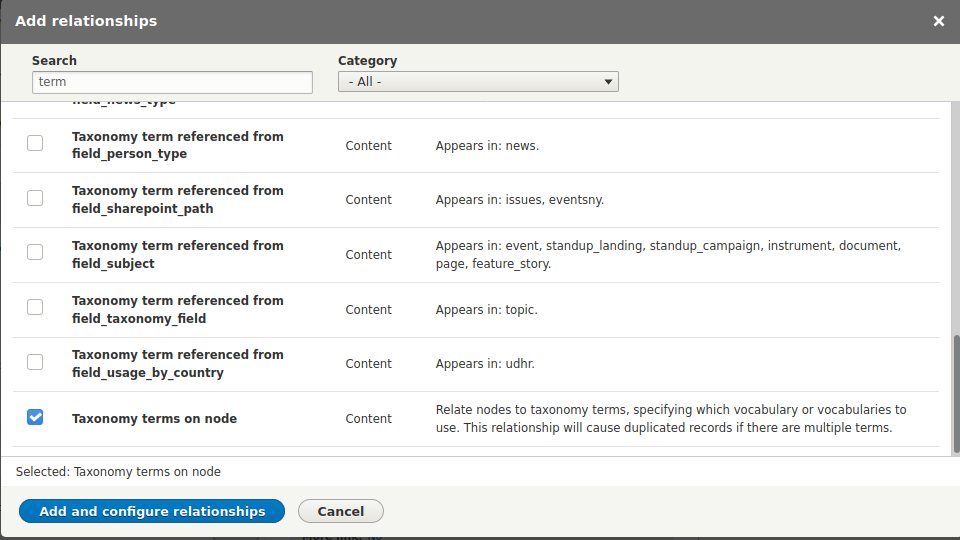 Add relationships
Search
Category
term
- All -
field_news_type
Taxonomy term referenced from
field_person_type
Content
Appears in: news.
Taxonomy term referenced from
field_sharepoint_path
Content
Appears in: issues, eventsny.
Taxonomy term referenced from
field_subject
Content
Appears in: event, standup_landing, standup_campaign, instrument, document,
page, feature_story.
Taxonomy term referenced from
field_taxonomy_field
Content
Appears in: topic.
Taxonomy term referenced from
field_usage_by_country
Content
Appears in: udhr.
Taxonomy terms on node
Content
Relate nodes to taxonomy terms, specifying which vocabulary or vocabularies to
use. This relationship will cause duplicated records if there are multiple terms.
Selected: Taxonomy terms on node
Add and configure relationships
Cancel
More link: No